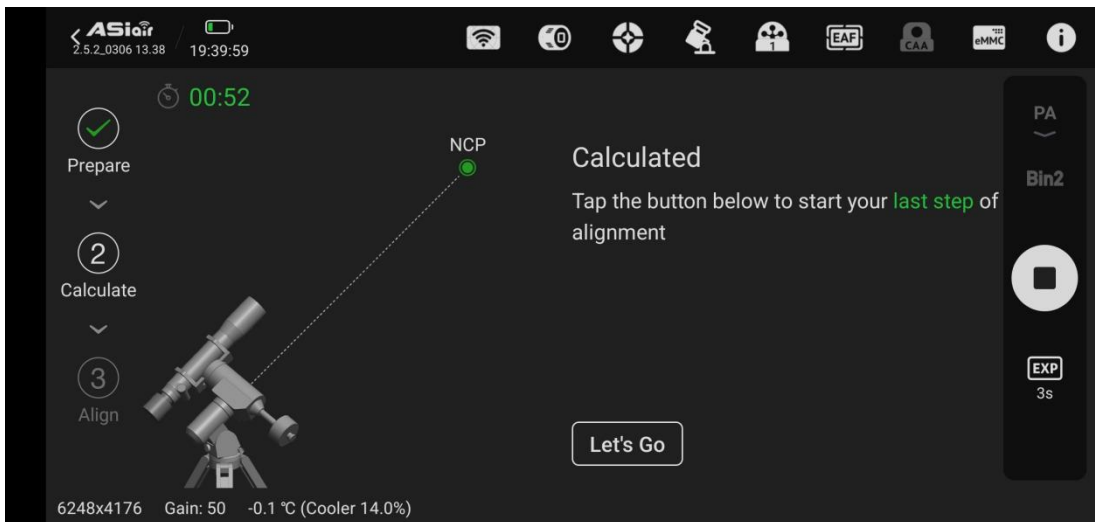 ASiair
2.5.2_0306 13.38 / 19:39:59
1
EAF
CAA
eMMC
i
00:52
Prepare
2
Calculate
3
Align
NCP
Calculated
Tap the button below to start your last step of
alignment
Let's Go
PA
Bin2
EXP
3s
6248x4176 Gain: 50 -0.1 ℃ (Cooler 14.0%)